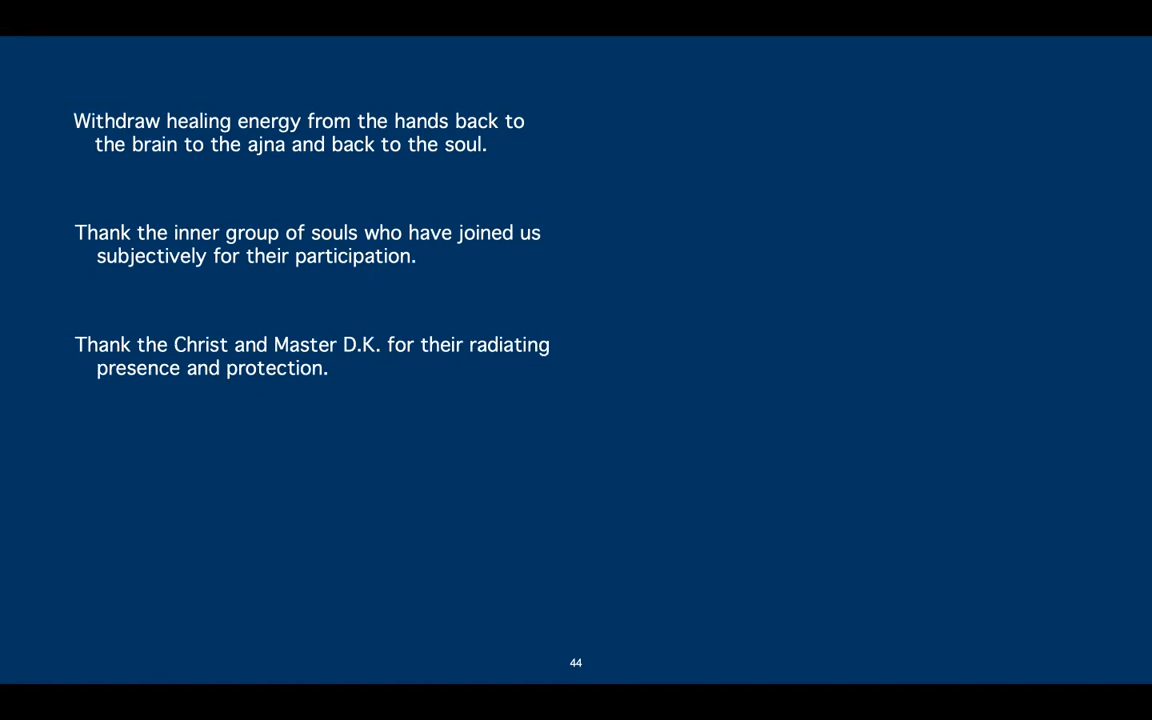 Withdraw healing energy from the hands back to
the brain to the ajna and back to the soul.
Thank the inner group of souls who have joined us
subjectively for their participation.
Thank the Christ and Master D.K. for their radiating
presence and protection.
44